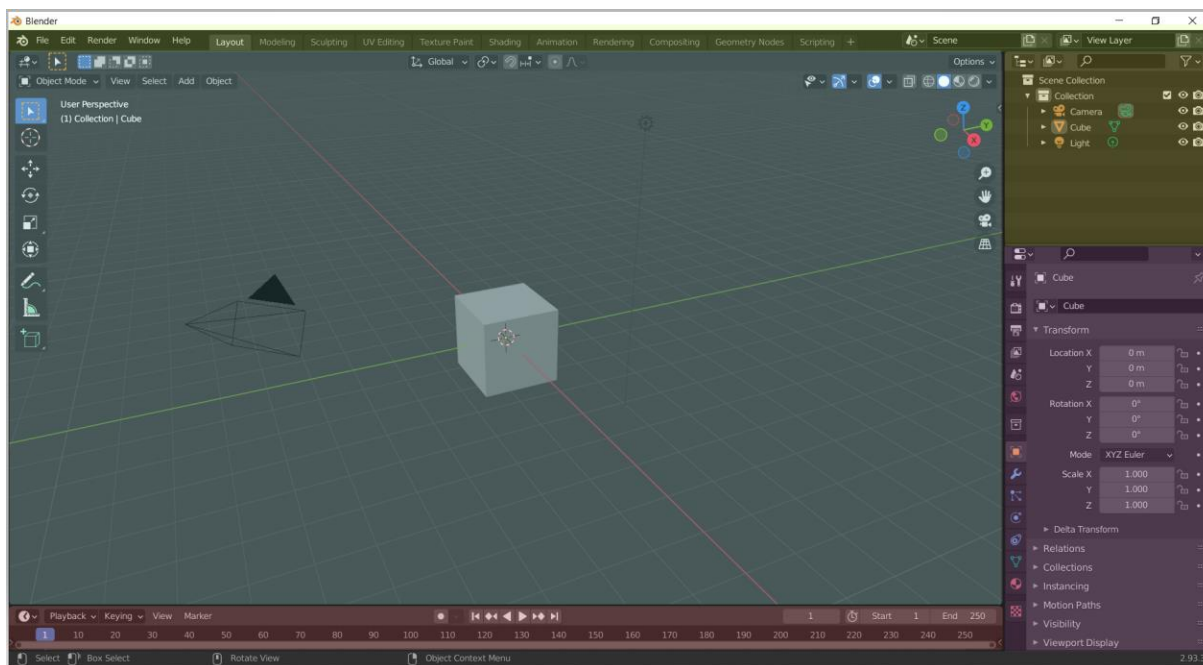 Blender
File Edit Render Window Help Layout Modeling Sculpting UV Editing Texture Paint Shading Animation Rendering Compositing Geometry Nodes Scripting + Scene View Layer
Global Options
Object Mode View Select Add Object
User Perspective
(1) Collection | Cube
Z
Y
X
Scene Collection
Collection
Camera
Cube
Light
Cube
Cube
Transform
Location X 0 m
Y 0 m
Z 0 m
Rotation X 0°
Y 0°
Z 0°
Mode XYZ Euler
Scale X 1.000
Y 1.000
Z 1.000
Delta Transform
Relations
Collections
Instancing
Motion Paths
Visibility
Viewport Display
Playback Keying View Marker 1 Start 1 End 250
1 10 20 30 40 50 60 70 80 90 100 110 120 130 140 150 160 170 180 190 200 210 220 230 240 250
Select Box Select Rotate View Object Context Menu 2.93